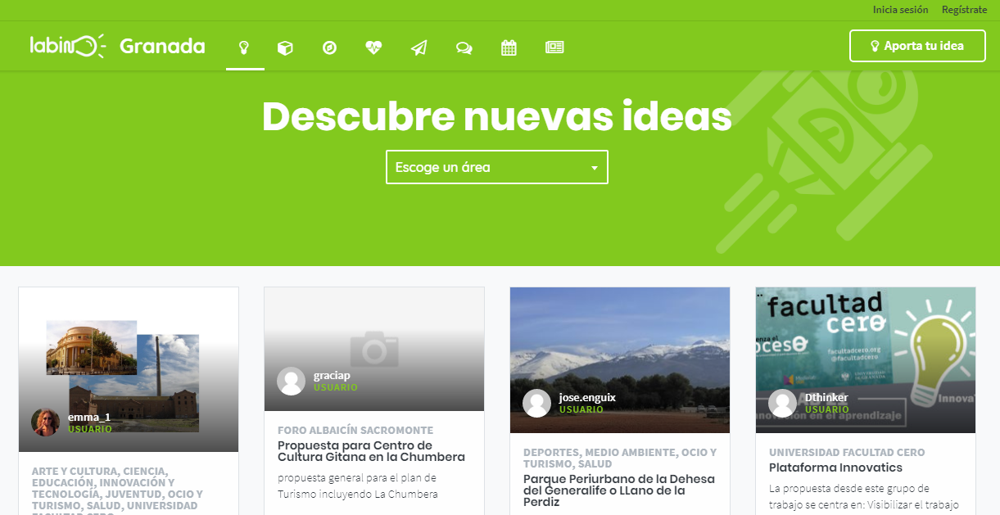 Inicia sesión Regístrate
labin Granada
Aporta tu idea
Descubre nuevas ideas
Escoge un área
emma_1
USUARIO
ARTE Y CULTURA, CIENCIA,
EDUCACIÓN, INNOVACIÓN Y
TECNOLOGÍA, JUVENTUD, OCIO Y
TURISMO, SALUD, UNIVERSIDAD
FACULTAD CERO
graciap
USUARIO
FORO ALBAICÍN SACROMONTE
Propuesta para Centro de
Cultura Gitana en la Chumbera
propuesta general para el plan de
Turismo incluyendo La Chumbera
jose.enguix
USUARIO
DEPORTES, MEDIO AMBIENTE, OCIO Y
TURISMO, SALUD
Parque Periurbano de la Dehesa
del Generalife o LLano de la
Perdiz
facultad
cero
facultadcero.org
@facultadcero
Dthinker
USUARIO
Innova
en el aprendizaje
UNIVERSIDAD FACULTAD CERO
Plataforma Innovatics
La propuesta desde este grupo de
trabajo se centra en: Visibilizar el trabajo